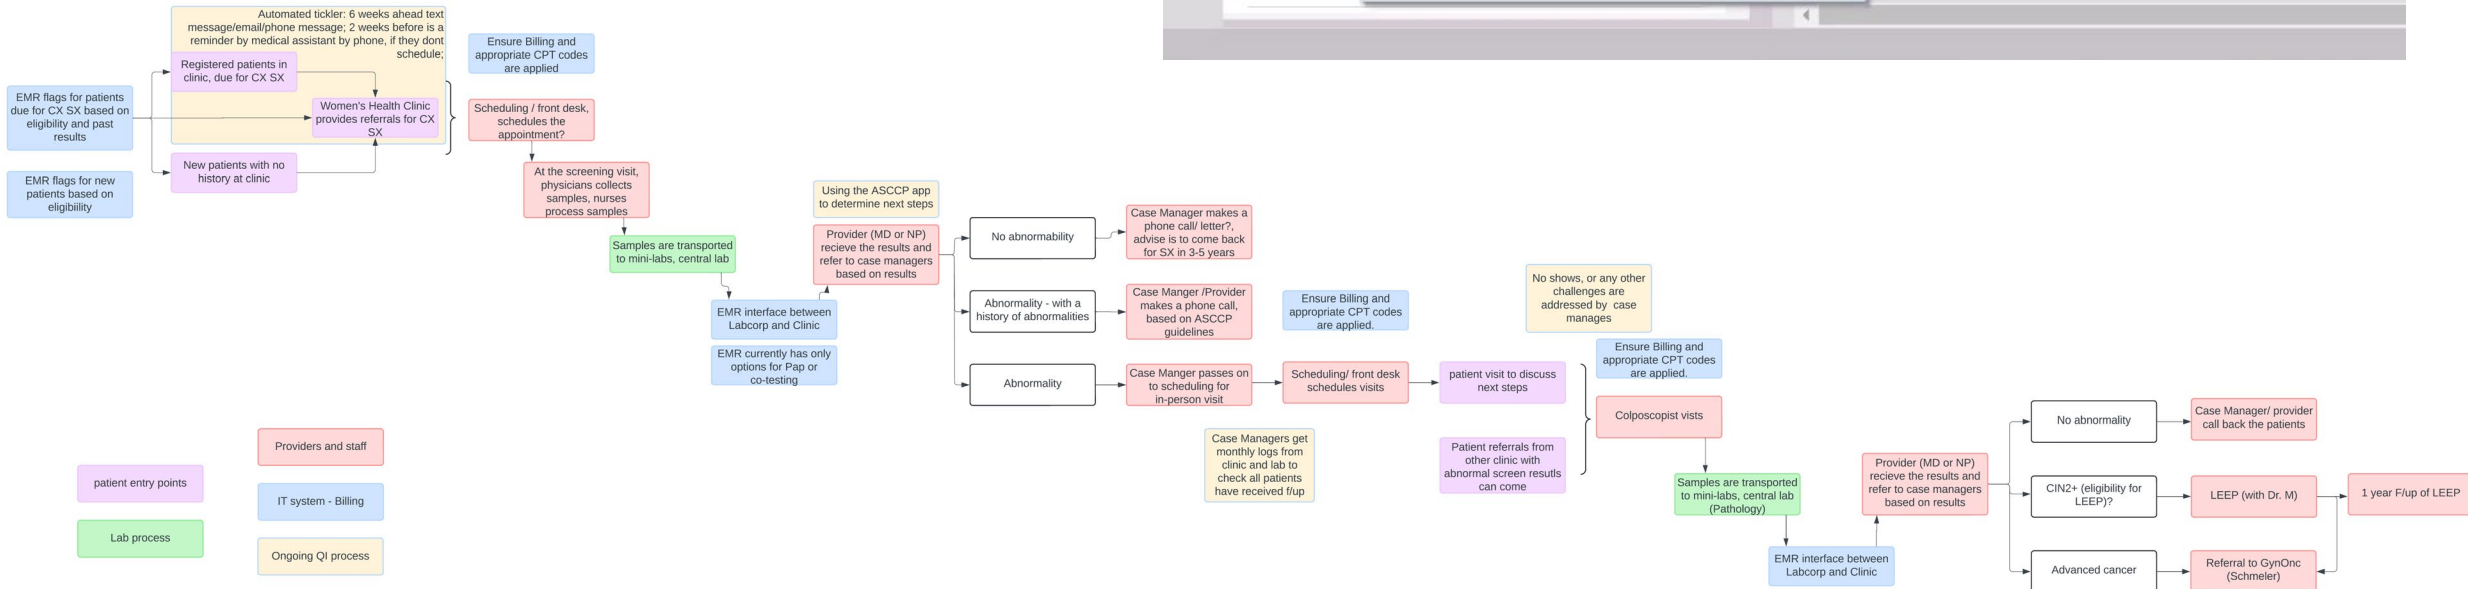 Automated tickler: 6 weeks ahead text
message/email/phone message; 2 weeks before is a
reminder by medical assistant by phone, if they dont
schedule;
Registered patients in
clinic, due for CX SX
EMR flags for patients
due for CX SX based on
eligibility and past
results
Women's Health Clinic
provides referrals for CX
SX
New patients with no
history at clinic
EMR flags for new
patients based on
eligibiility
Ensure Billing and
appropriate CPT codes
are applied
Scheduling / front desk,
schedules the
appointment?
At the screening visit,
physicians collects
samples, nurses
process samples
Samples are transported
to mini-labs, central lab
EMR interface between
Labcorp and Clinic
EMR currently has only
options for Pap or
co-testing
Using the ASCCP app
to determine next steps
Provider (MD or NP)
recieve the results and
refer to case managers
based on results
No abnormability
Case Manager makes a
phone call/ letter?,
advise is to come back
for SX in 3-5 years
Abnormality - with a
history of abnormalities
Case Manger /Provider
makes a phone call,
based on ASCCP
guidelines
Abnormality
Case Manger passes on
to scheduling for
in-person visit
Ensure Billing and
appropriate CPT codes
are applied.
Scheduling/ front desk
schedules visits
Case Managers get
monthly logs from
clinic and lab to
check all patients
have received f/up
patient visit to discuss
next steps
Patient referrals from
other clinic with
abnormal screen resutls
can come
No shows, or any other
challenges are
addressed by case
manages
Ensure Billing and
appropriate CPT codes
are applied.
Colposcopist vists
Samples are transported
to mini-labs, central lab
(Pathology)
EMR interface between
Labcorp and Clinic
Provider (MD or NP)
recieve the results and
refer to case managers
based on results
No abnormality
Case Manager/ provider
call back the patients
CIN2+ (eligibility for
LEEP)?
LEEP (with Dr. M)
1 year F/up of LEEP
Advanced cancer
Referral to GynOnc
(Schmeler)
patient entry points
Lab process
Providers and staff
IT system - Billing
Ongoing QI process